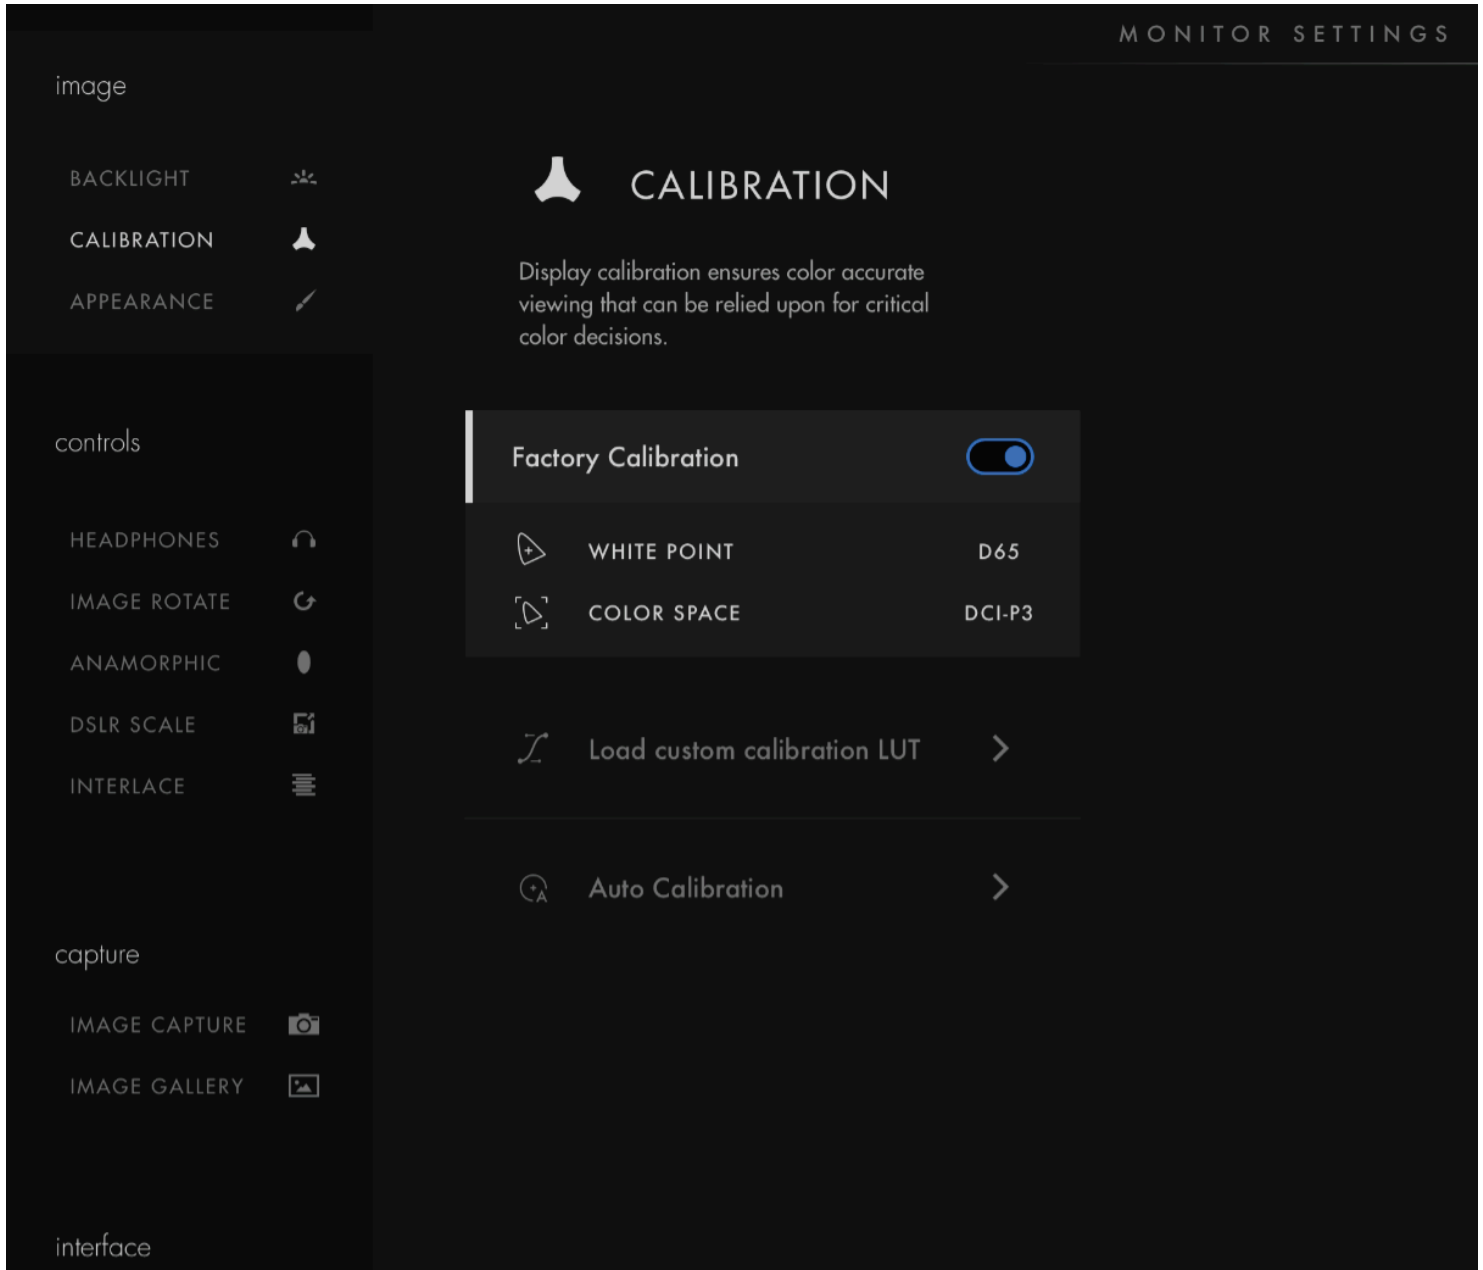 MONITOR SETTINGS
image
BACKLIGHT
CALIBRATION
APPEARANCE
controls
HEADPHONES
IMAGE ROTATE
ANAMORPHIC
DSLR SCALE
INTERLACE
capture
IMAGE CAPTURE
IMAGE GALLERY
interface
CALIBRATION
Display calibration ensures color accurate
viewing that can be relied upon for critical
color decisions.
Factory Calibration
WHITE POINT D65
COLOR SPACE DCI-P3
Load custom calibration LUT
A Auto Calibration